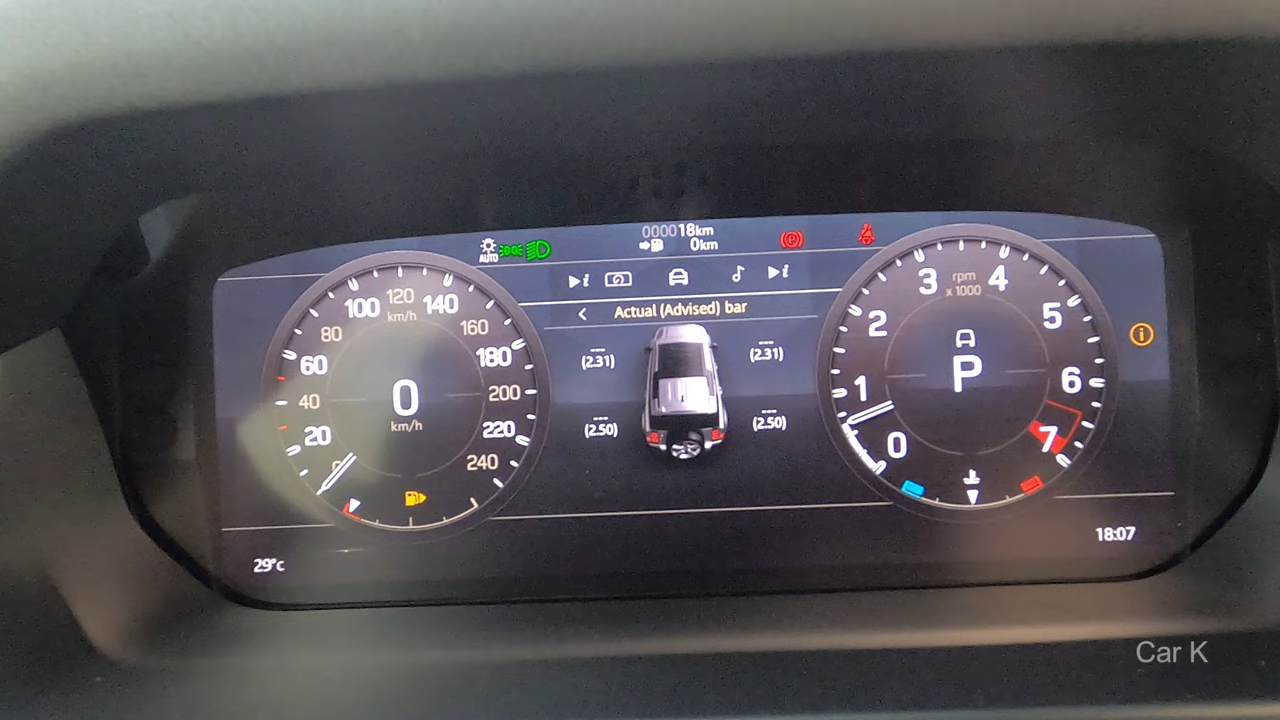 000018km
0km
AUTO
Actual (Advised) bar
--- (2.31)
--- (2.31)
--- (2.50)
--- (2.50)
0 20 40 60 80 100 120 140 160 180 200 220 240
km/h
0
km/h
0 1 2 3 4 5 6 7
rpm
x 1000
P
29°c
18:07
Car K